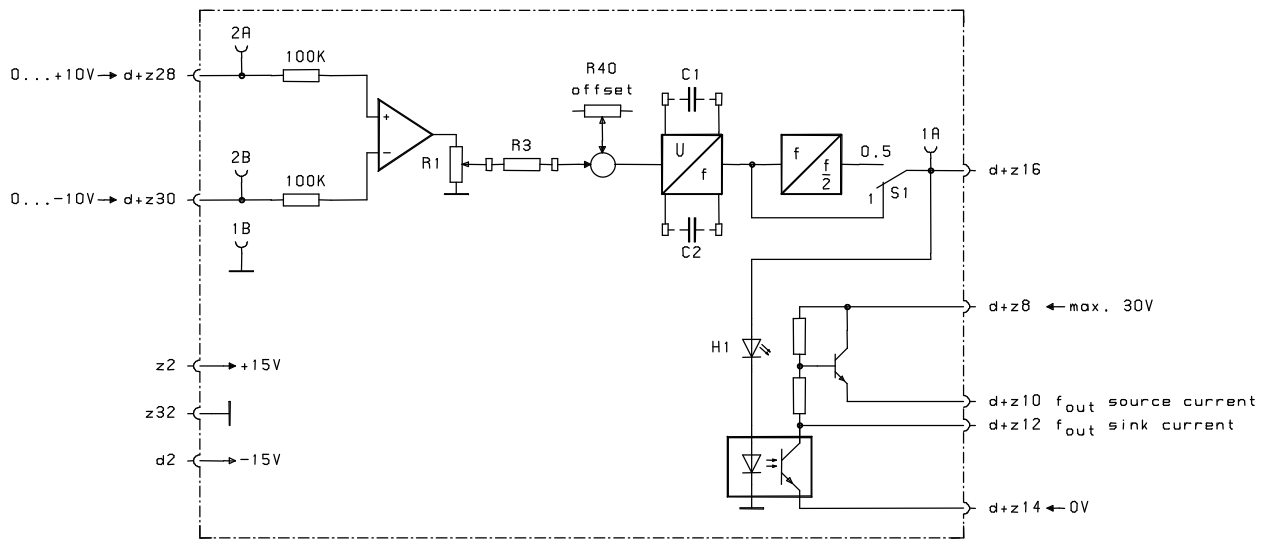 2A
100K
0...+10V d+z28
R40
offset
C1
+
-
2B
R1
R3
U
f
f
f
2
0.5
1A
d+z16
1
S1
100K
0...-10V d+z30
1B
C2
d+z8 max. 30V
H1
z2 +15V
d+z10 fout source current
z32
d+z12 fout sink current
d2 -15V
d+z14 0V